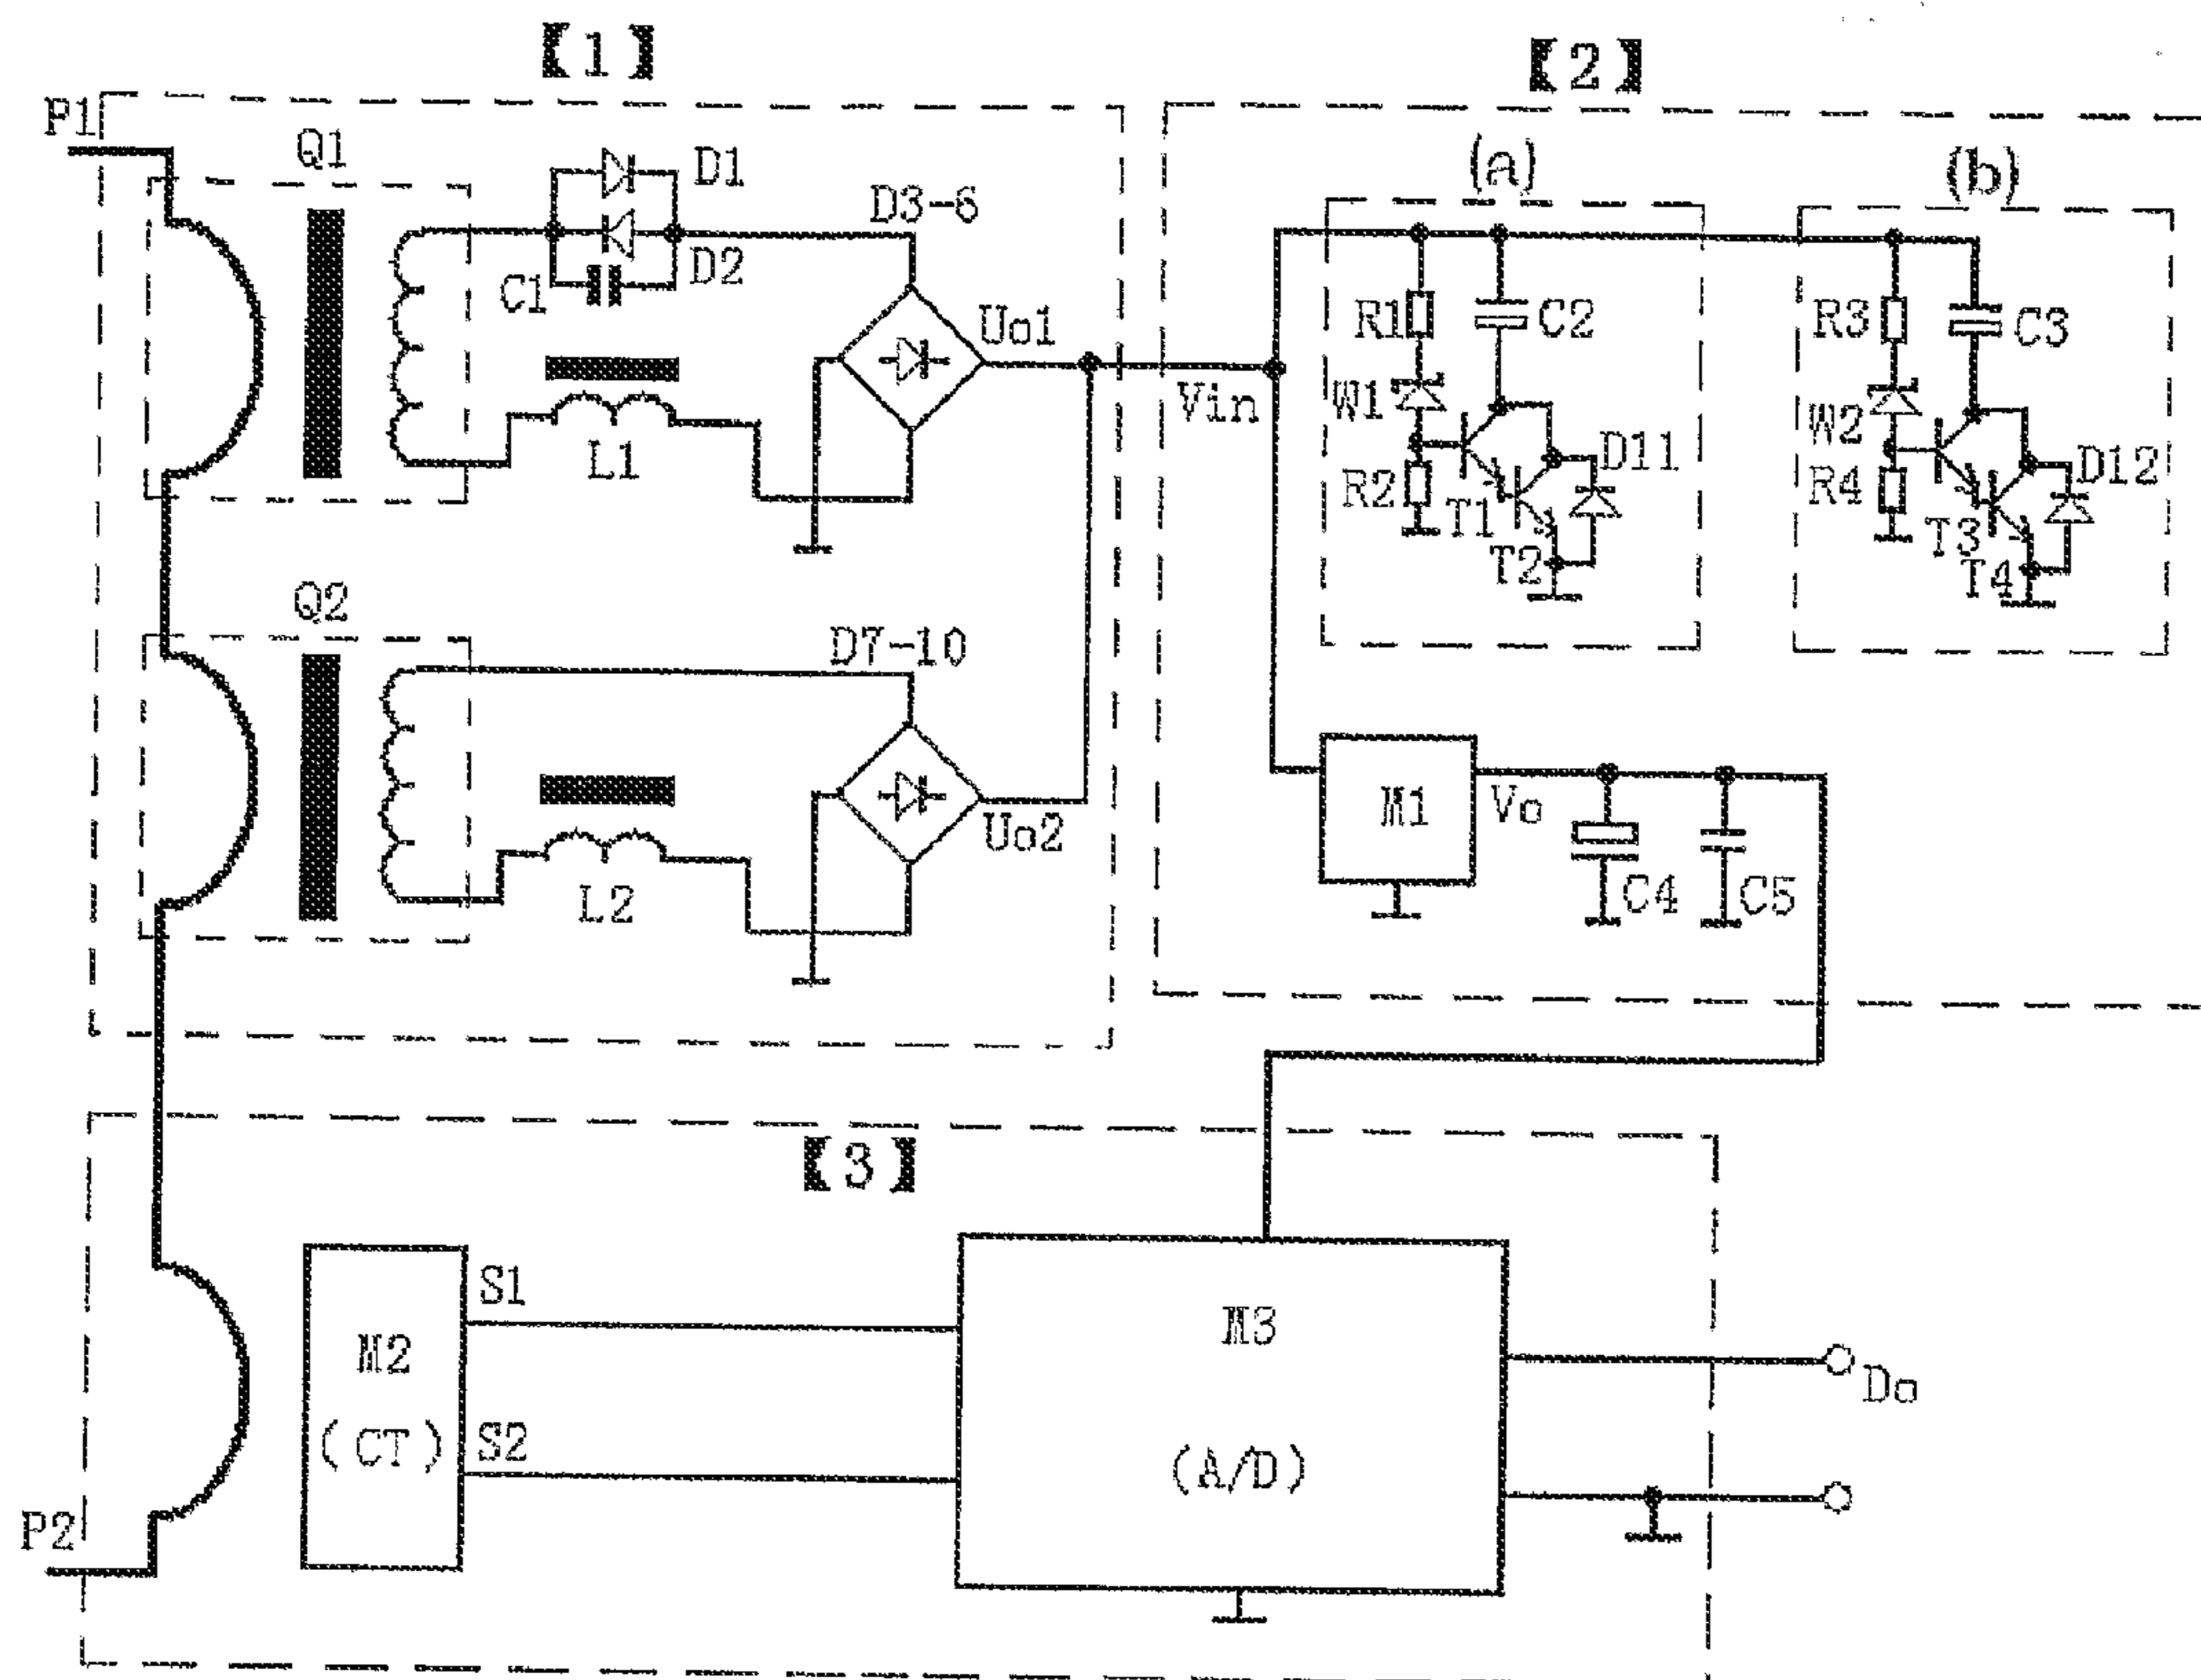 【1】
【2】
P1
Q1
D1
D2
C1
D3-6
Uo1
L1
Q2
D7-10
Uo2
L2
Vin
(a)
(b)
R1
C2
W1
R2
T1
T2
D11
R3
C3
W2
R4
T3
T4
D12
M1
Vo
C4
C5
【3】
M2
(CT)
S1
S2
M3
(A/D)
Do
P2